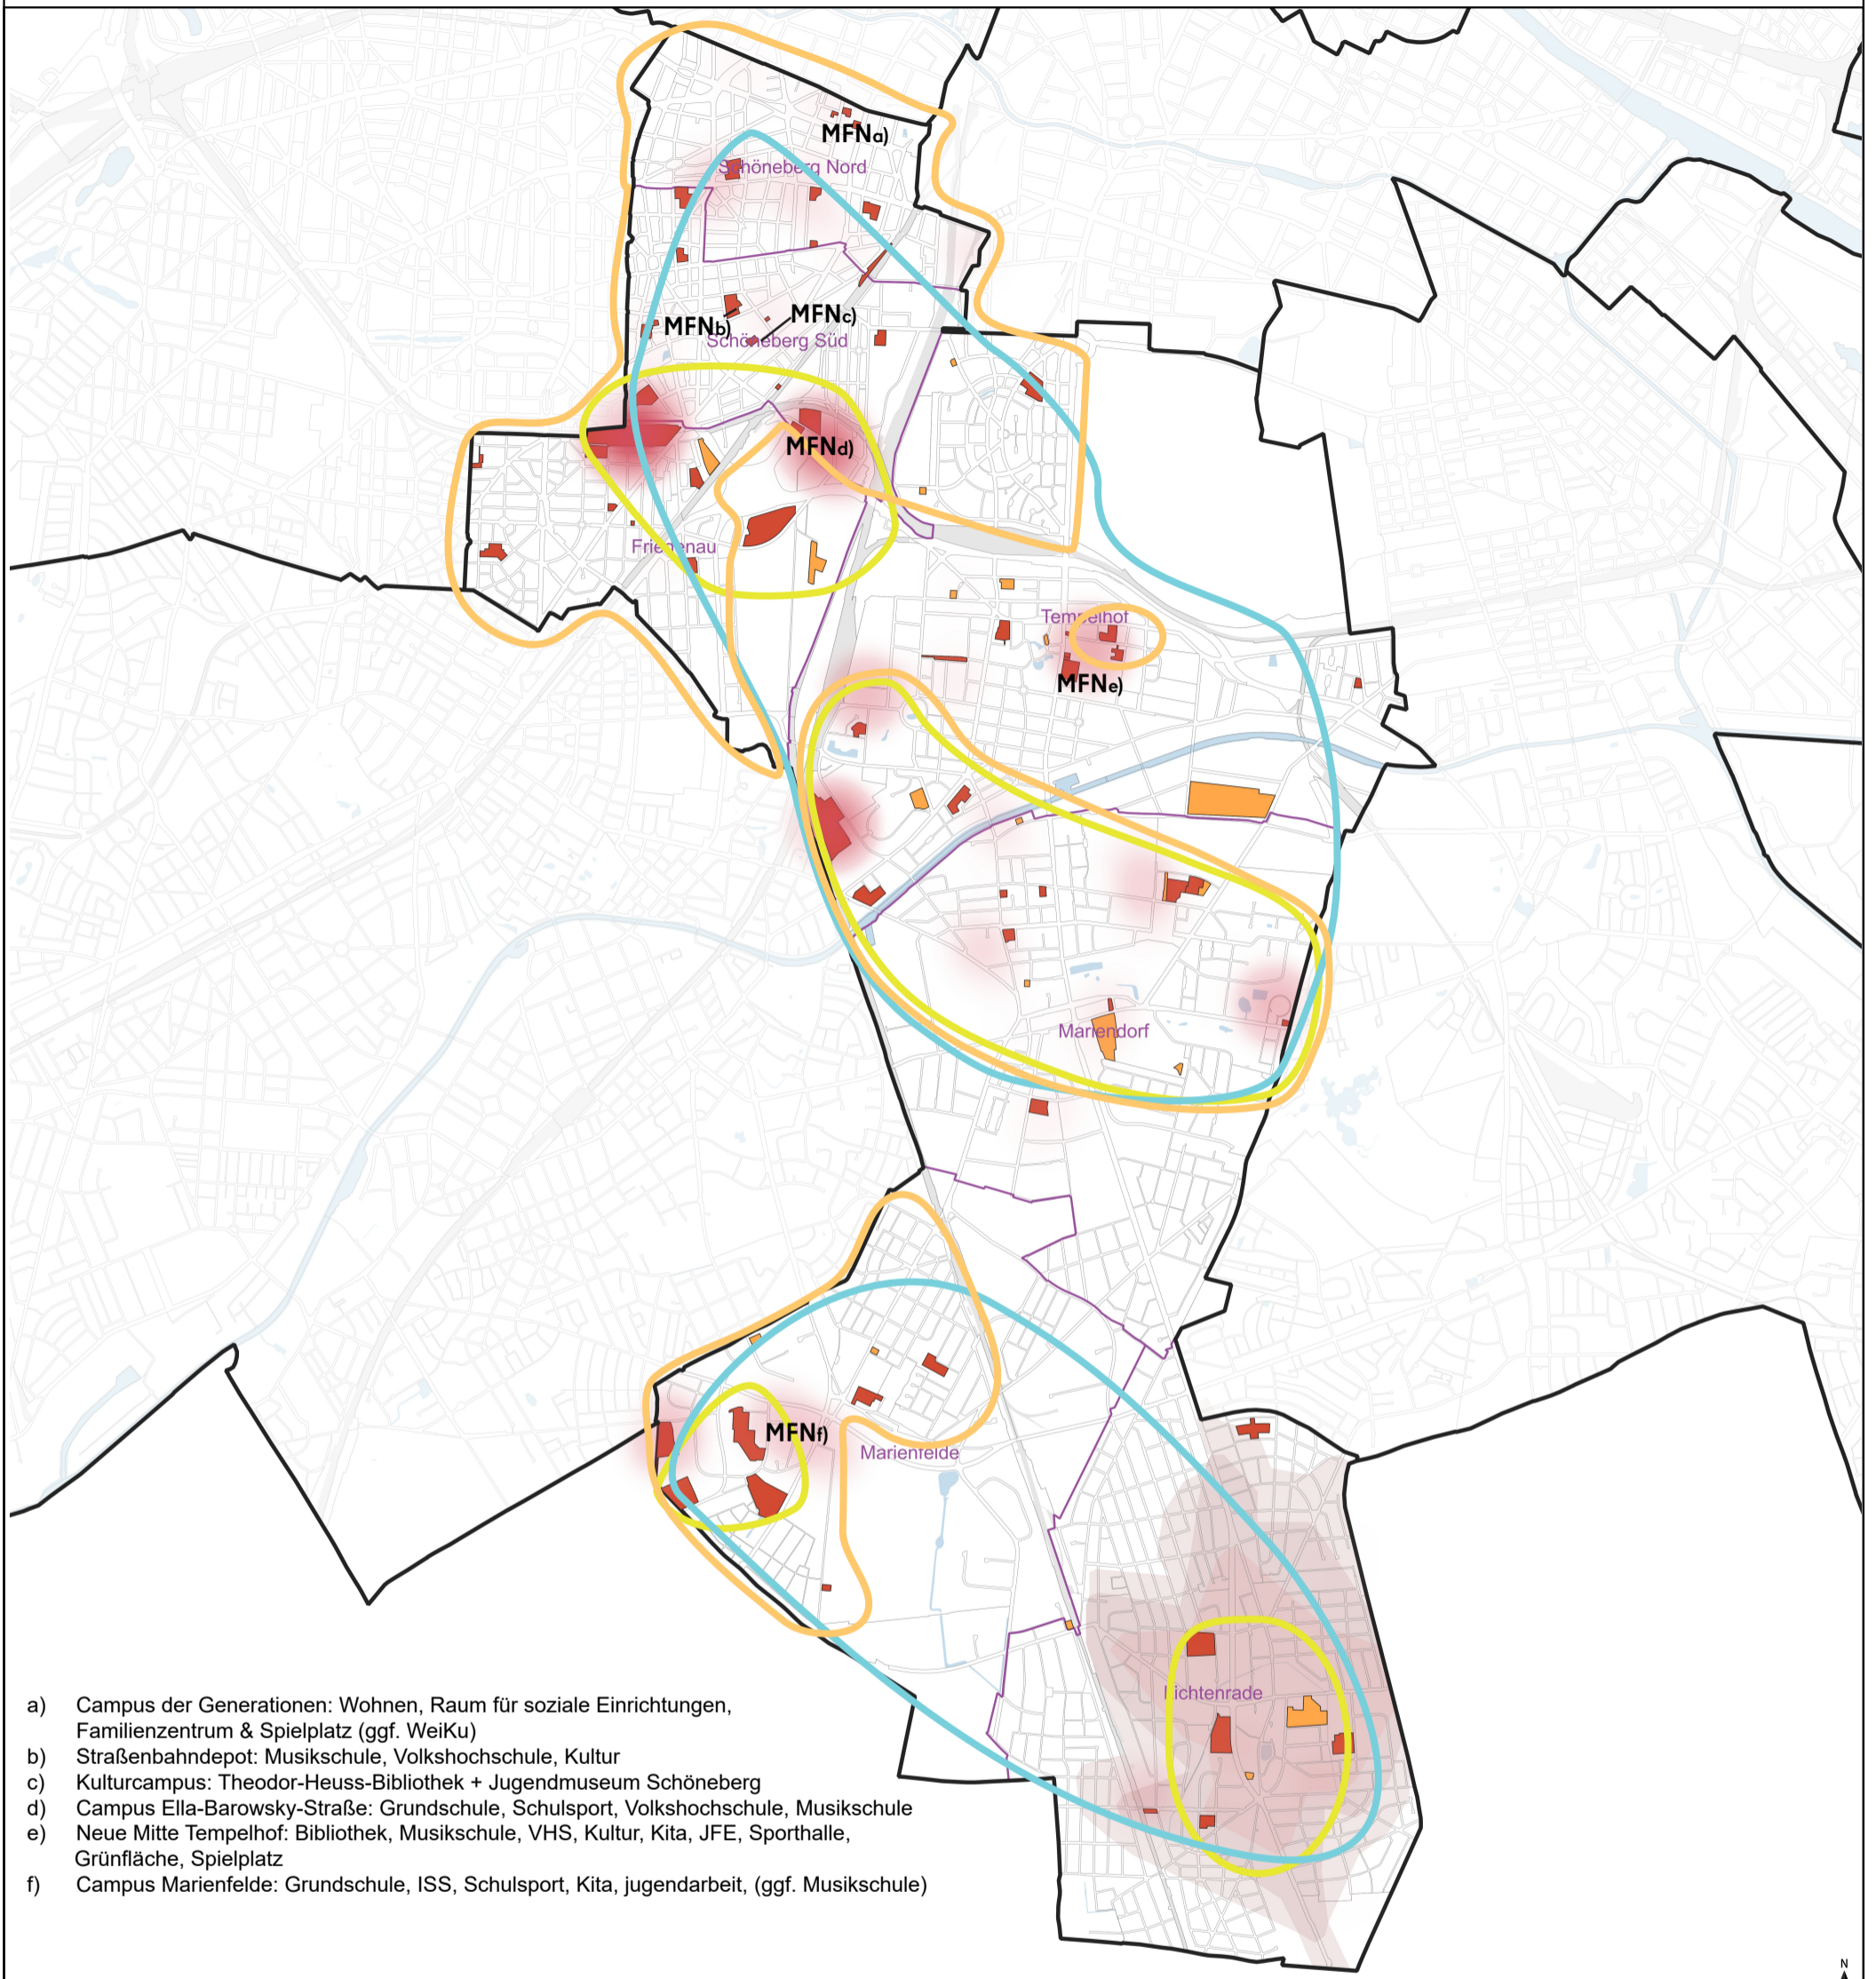 MFNa)
Schöneberg Nord
MFNb)
MFNc)
Schöneberg Süd
MFNd)
Friedenau
Tempelhof
MFNe)
Mariendorf
MFNf)
Marienfelde
Lichtenrade
a) Campus der Generationen: Wohnen, Raum für soziale Einrichtungen,
Familienzentrum & Spielplatz (ggf. WeiKu)
b) Straßenbahndepot: Musikschule, Volkshochschule, Kultur
c) Kulturcampus: Theodor-Heuss-Bibliothek + Jugendmuseum Schöneberg
d) Campus Ella-Barowsky-Straße: Grundschule, Schulsport, Volkshochschule, Musikschule
e) Neue Mitte Tempelhof: Bibliothek, Musikschule, VHS, Kultur, Kita, JFE, Sporthalle,
Grünfläche, Spielplatz
f) Campus Marienfelde: Grundschule, ISS, Schulsport, Kita, jugendarbeit, (ggf. Musikschule)
N